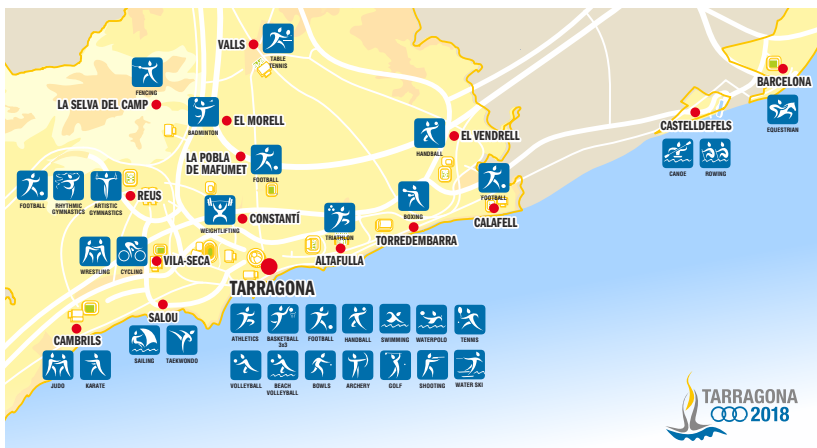 VALLS
TABLE
TENNIS
BARCELONA
EQUESTRIAN
FENCING
LA SELVA DEL CAMP
BADMINTON
EL MORELL
CASTELLDEFELS
CANOE
ROWING
HANDBALL
EL VENDRELL
LA POBLA
DE MAFUMET
FOOTBALL
FOOTBALL
RHYTHMIC
GYMNASTICS
ARTISTIC
GYMNASTICS
REUS
WEIGHTLIFTING
CONSTANTÍ
BOXING
TORREDEMBARRA
FOOTBALL
CALAFELL
TRIATHLON
ALTAFULLA
WRESTLING
CYCLING
VILA-SECA
TARRAGONA
SALOU
SAILING
TAEKWONDO
CAMBRILS
JUDO
KARATE
ATHLETICS
BASKETBALL
3x3
FOOTBALL
HANDBALL
SWIMMING
WATERPOLO
TENNIS
VOLLEYBALL
BEACH
VOLLEYBALL
BOWLS
ARCHERY
GOLF
SHOOTING
WATER SKI
TARRAGONA
2018